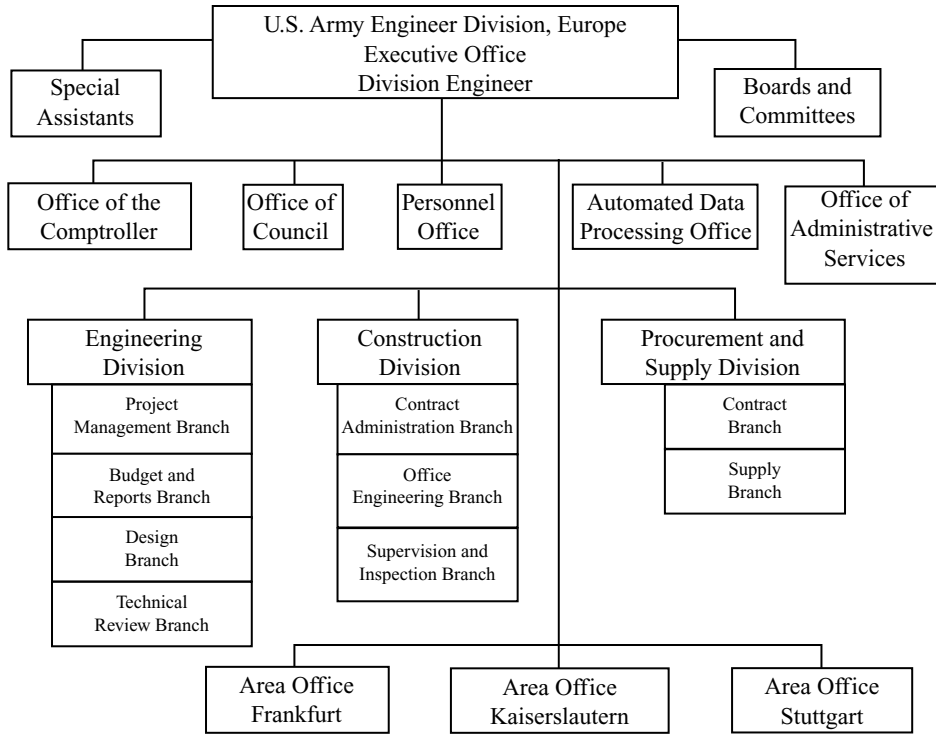 U.S. Army Engineer Division, Europe
Executive Office
Division Engineer
Special
Assistants
Boards and
Committees
Office of the
Comptroller
Office of
Council
Personnel
Office
Automated Data
Processing Office
Office of
Administrative
Services
Engineering
Division
Project
Management Branch
Budget and
Reports Branch
Design
Branch
Technical
Review Branch
Construction
Division
Contract
Administration Branch
Office
Engineering Branch
Supervision and
Inspection Branch
Procurement and
Supply Division
Contract
Branch
Supply
Branch
Area Office
Frankfurt
Area Office
Kaiserslautern
Area Office
Stuttgart